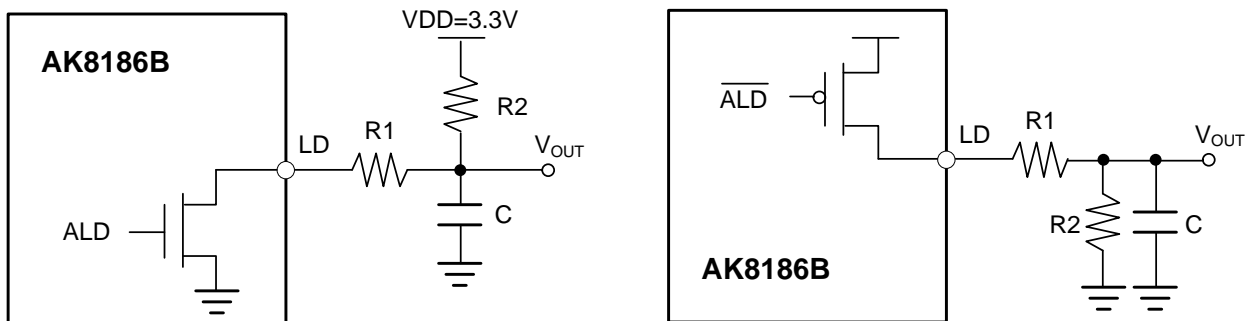 AK8186B
VDD=3.3V
R2
R1
LD
VOUT
C
ALD
AK8186B
ALD
LD
R1
VOUT
R2
C